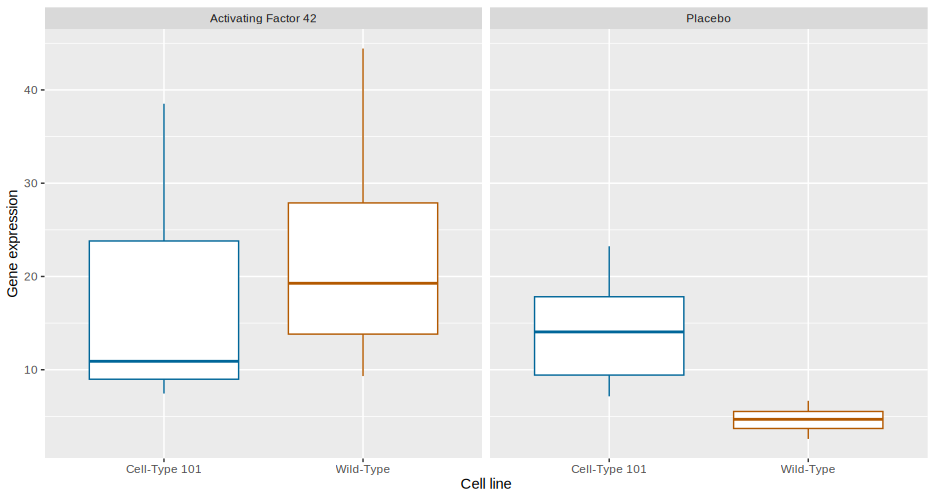 Activating Factor 42
Placebo
Gene expression
40
30
20
10
Cell-Type 101
Wild-Type
Cell-Type 101
Wild-Type
Cell line